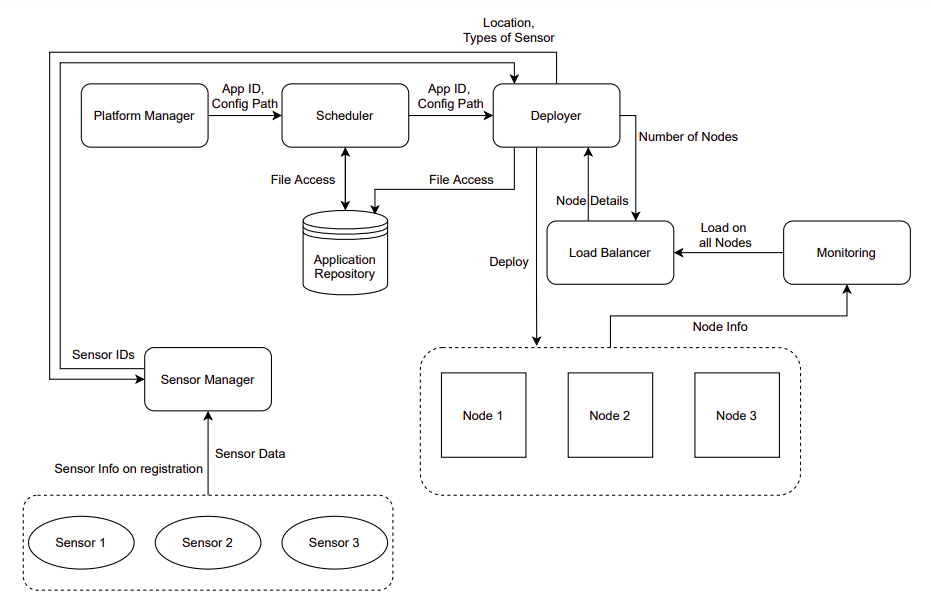 Location,
Types of Sensor
App ID,
Config Path
App ID,
Config Path
Platform Manager
Scheduler
Deployer
Number of Nodes
File Access
File Access
Node Details
Load on
all Nodes
Application
Repository
Load Balancer
Monitoring
Deploy
Node Info
Sensor IDs
Sensor Manager
Node 1
Node 2
Node 3
Sensor Data
Sensor Info on registration
Sensor 1
Sensor 2
Sensor 3